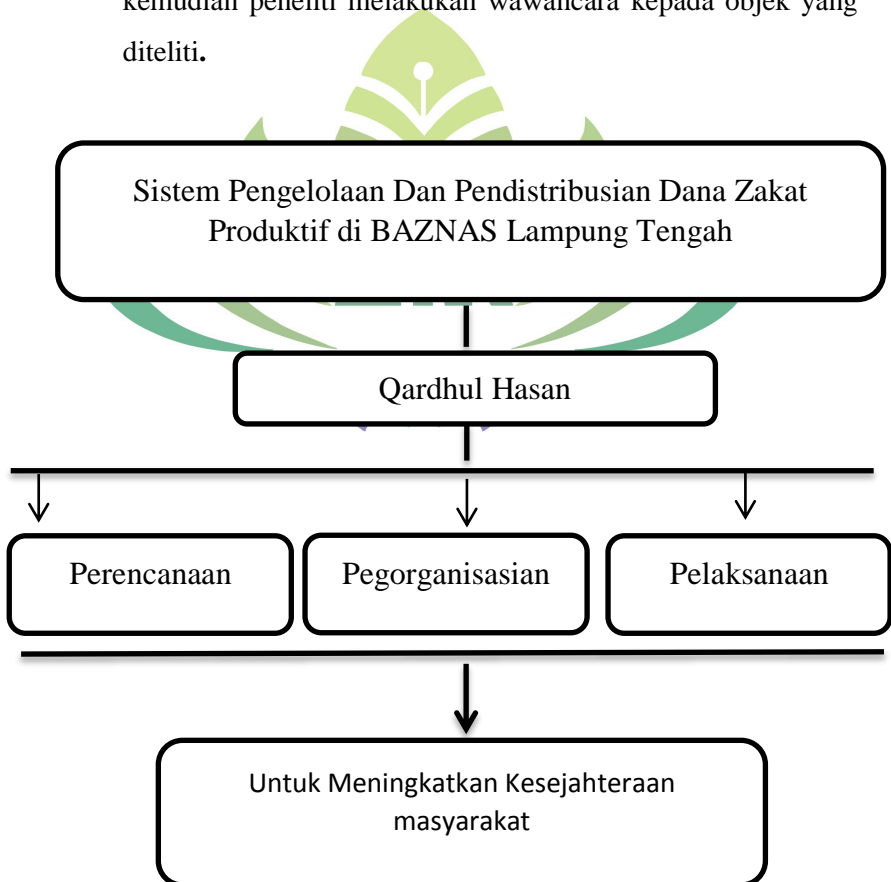 kemudian peneliti melakukan wawancara kepada objek yang
diteliti.
Sistem Pengelolaan Dan Pendistribusian Dana Zakat
Produktif di BAZNAS Lampung Tengah
Qardhul Hasan
Perencanaan
Pegorganisasian
Pelaksanaan
Untuk Meningkatkan Kesejahteraan
masyarakat